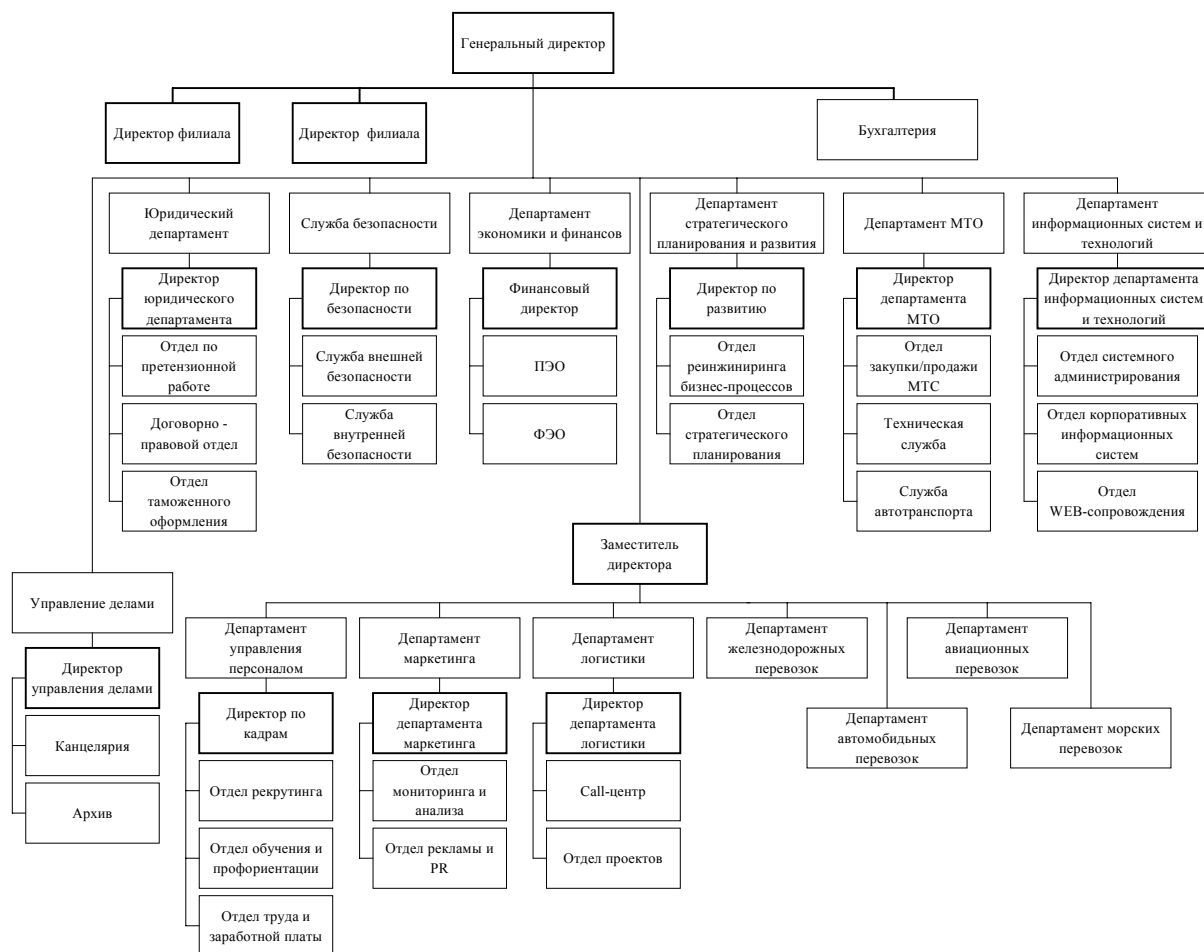 Генеральный директор
Директор филиала
Директор филиала
Бухгалтерия
Юридический
департамент
Служба безопасности
Департамент
экономики и финансов
Департамент
стратегического
планирования и развития
Департамент МТО
Департамент
информационных систем и
технологий
Директор
юридического
департамента
Директор по
безопасности
Финансовый
директор
Директор по
развитию
Директор
департамента
МТО
Директор департамента
информационных систем
и технологий
Отдел по
претензионной
работе
Служба внешней
безопасности
ПЭО
Отдел
реинжиниринга
бизнес-процессов
Отдел
закупки/продажи
МТС
Отдел системного
администрирования
Договорно -
правовой отдел
Служба
внутренней
безопасности
ФЭО
Отдел
стратегического
планирования
Техническая
служба
Отдел корпоративных
информационных
систем
Отдел
таможенного
оформления
Служба
автотранспорта
Отдел
WEB-сопровождения
Заместитель
директора
Управление делами
Департамент
управления
персоналом
Департамент
маркетинга
Департамент
логистики
Департамент
железнодорожных
перевозок
Департамент
авиационных
перевозок
Директор
управления делами
Директор по
кадрам
Директор
департамента
маркетинга
Директор
департамента
логистики
Департамент
автомобидьных
перевозок
Департамент морских
перевозок
Канцелярия
Отдел рекрутинга
Отдел
мониторинга и
анализа
Call-центр
Архив
Отдел обучения и
профориентации
Отдел рекламы и
PR
Отдел проектов
Отдел труда и
заработной платы